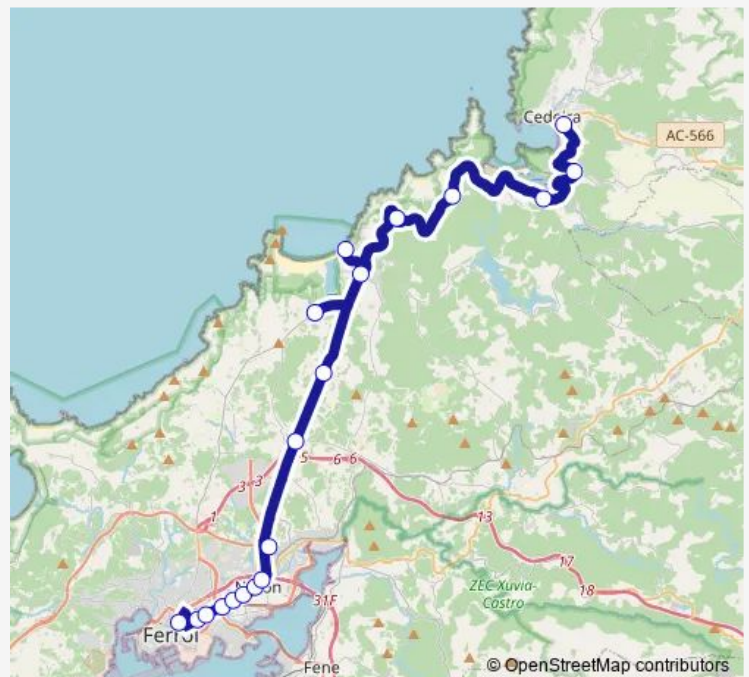 Cedeira
AC-566
5
6
6
3
3
1
13
17
18
ZEC Xuvia-
Castro
31F
Ferrol
Fene
© OpenStreetMap contributors